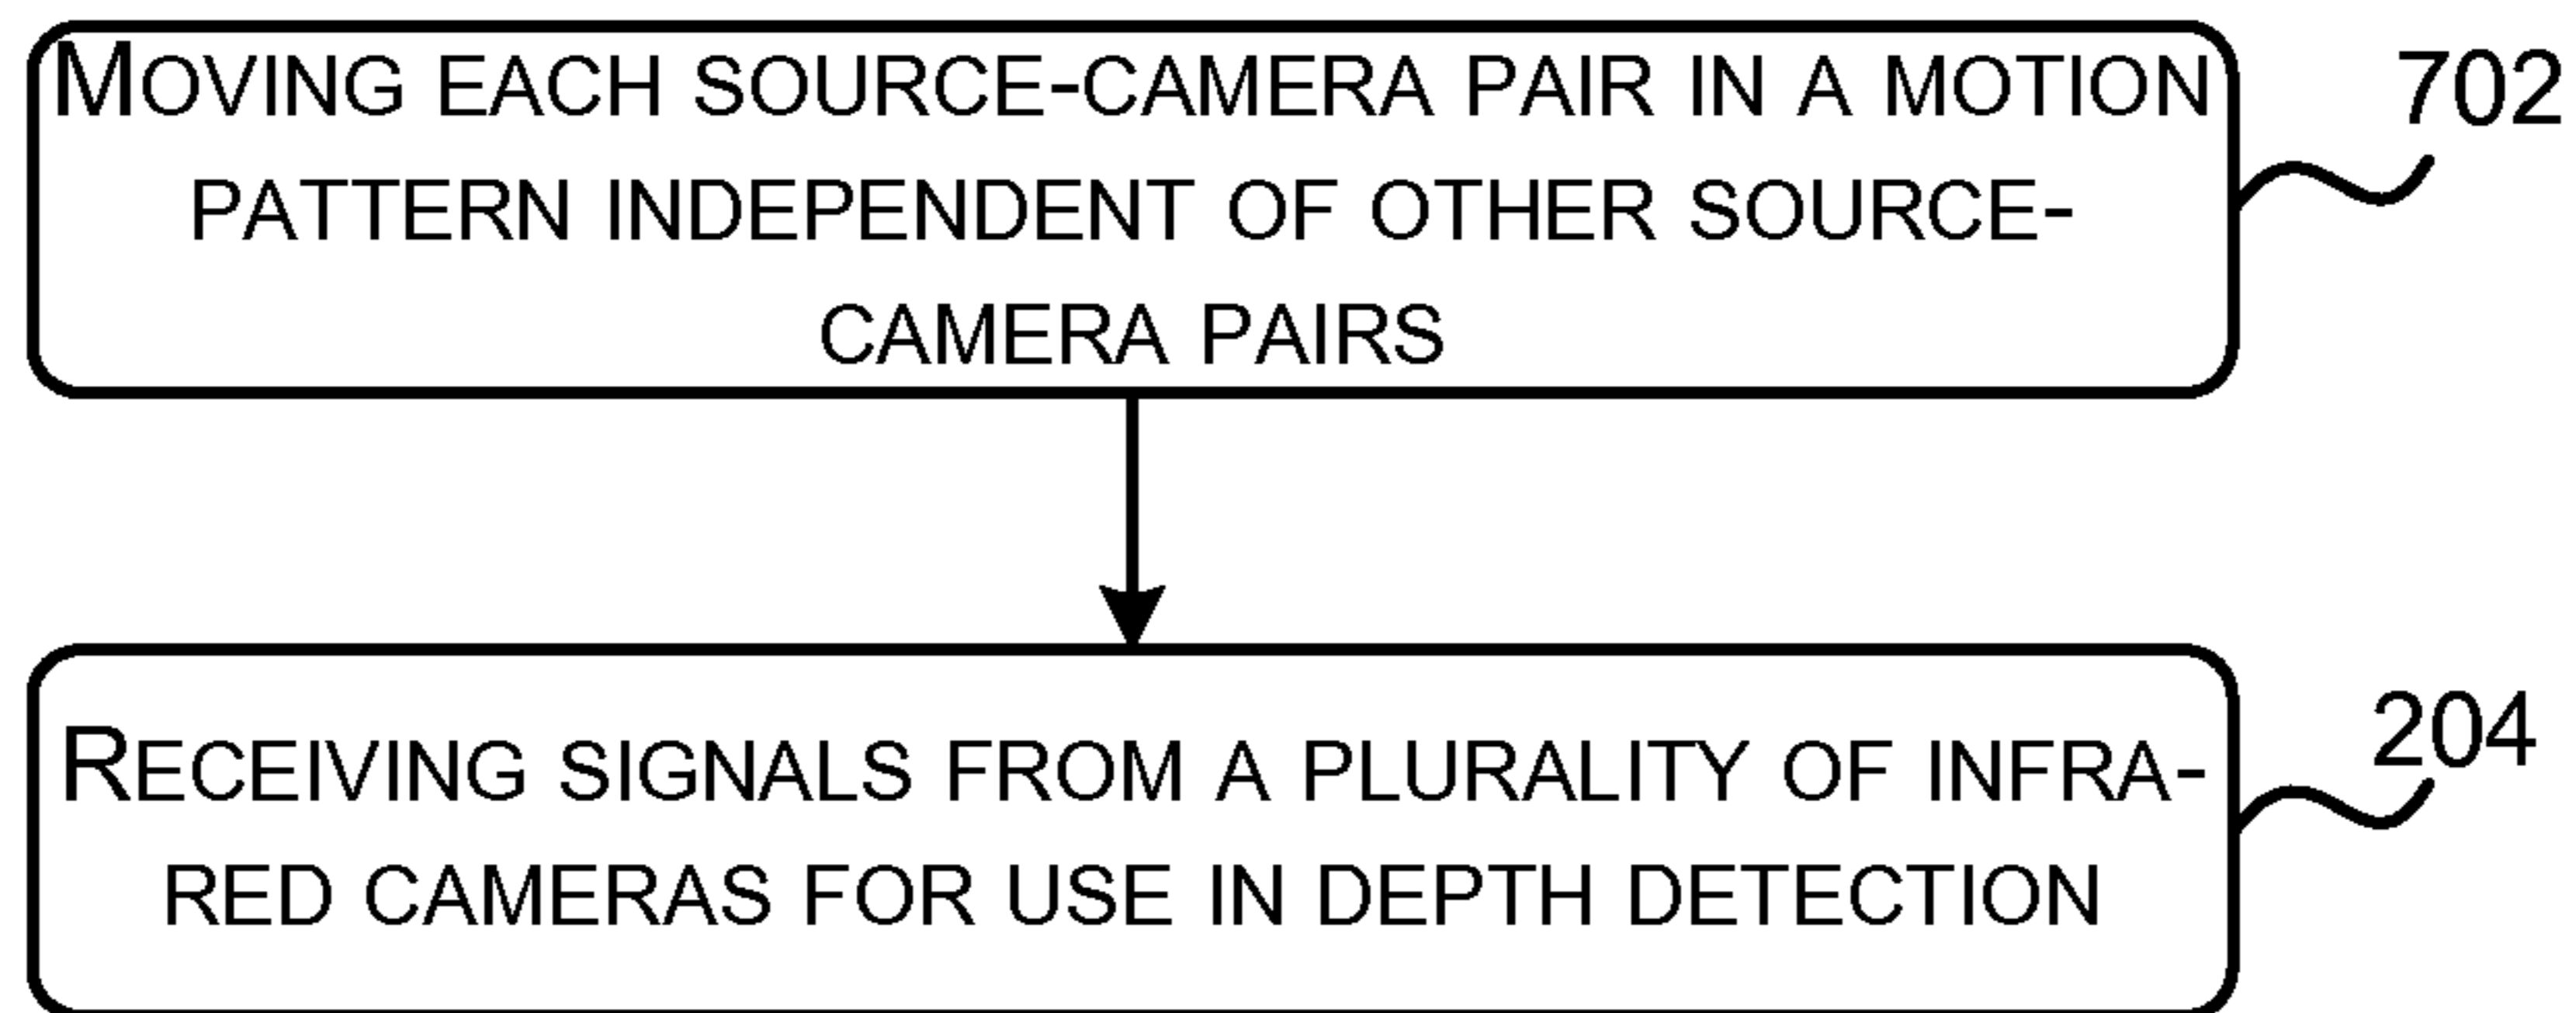 MOVING EACH SOURCE-CAMERA PAIR IN A MOTION
PATTERN INDEPENDENT OF OTHER SOURCE-
CAMERA PAIRS
702
RECEIVING SIGNALS FROM A PLURALITY OF INFRA-
RED CAMERAS FOR USE IN DEPTH DETECTION
204